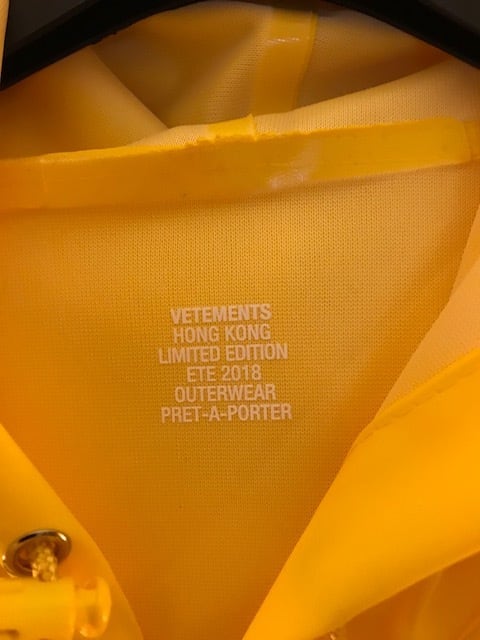 VETEMENTS
HONG KONG
LIMITED EDITION
ETE 2018
OUTERWEAR
PRET-A-PORTER